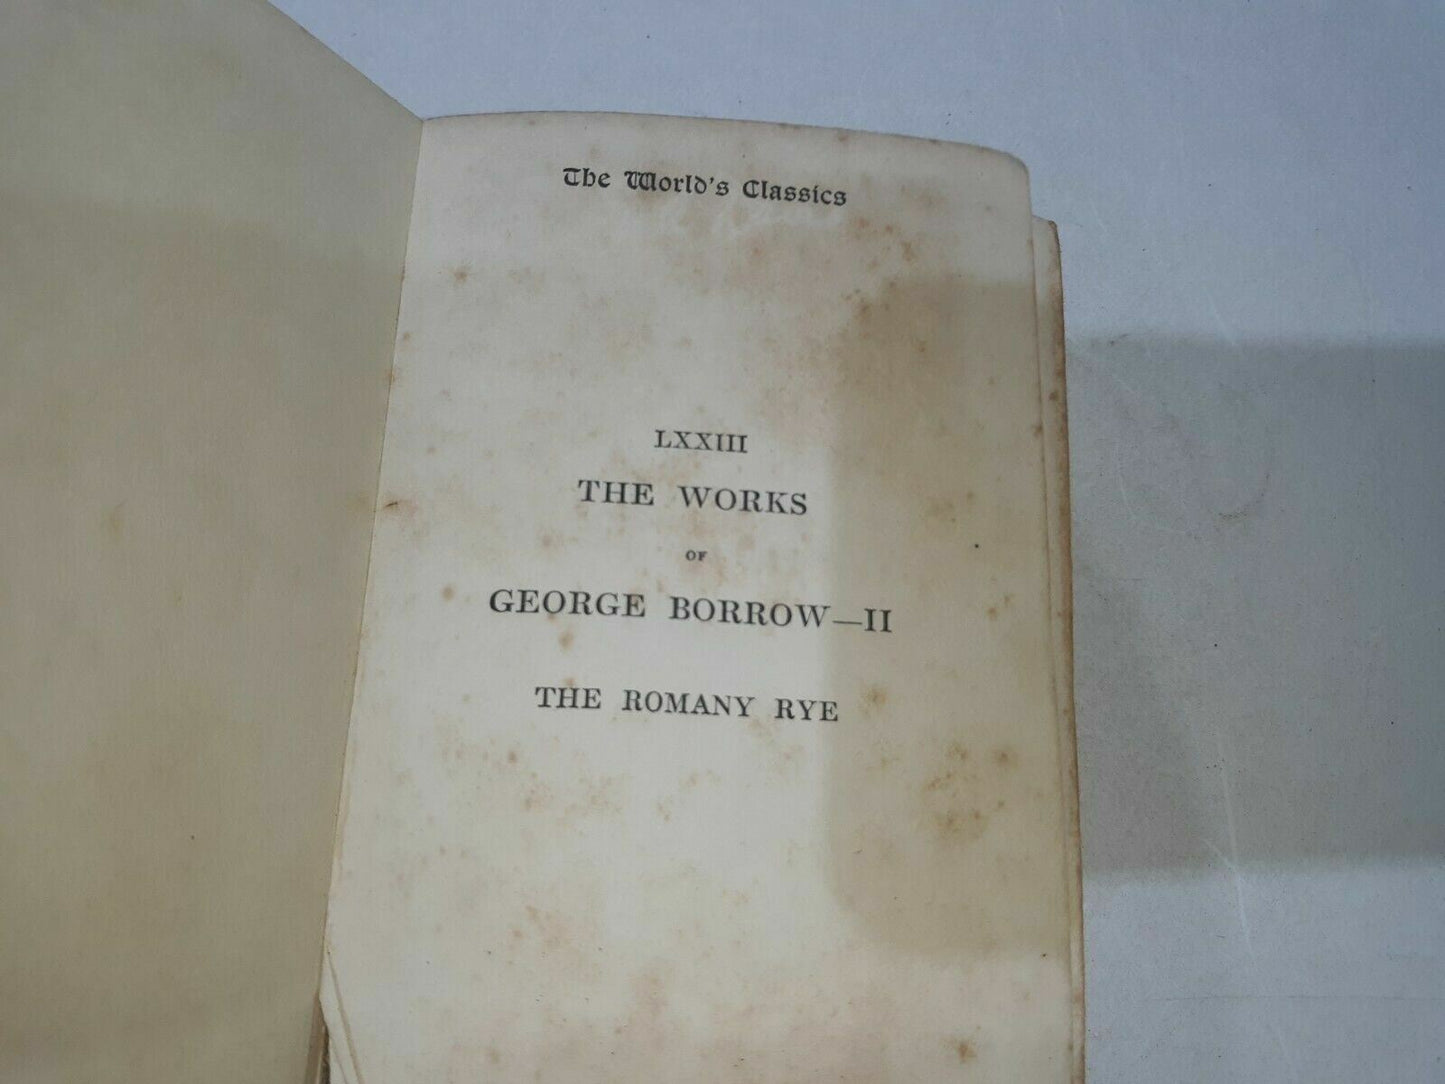 The World's Classics
LXXIII
THE WORKS
OF
GEORGE BORROW—II
THE ROMANY RYE